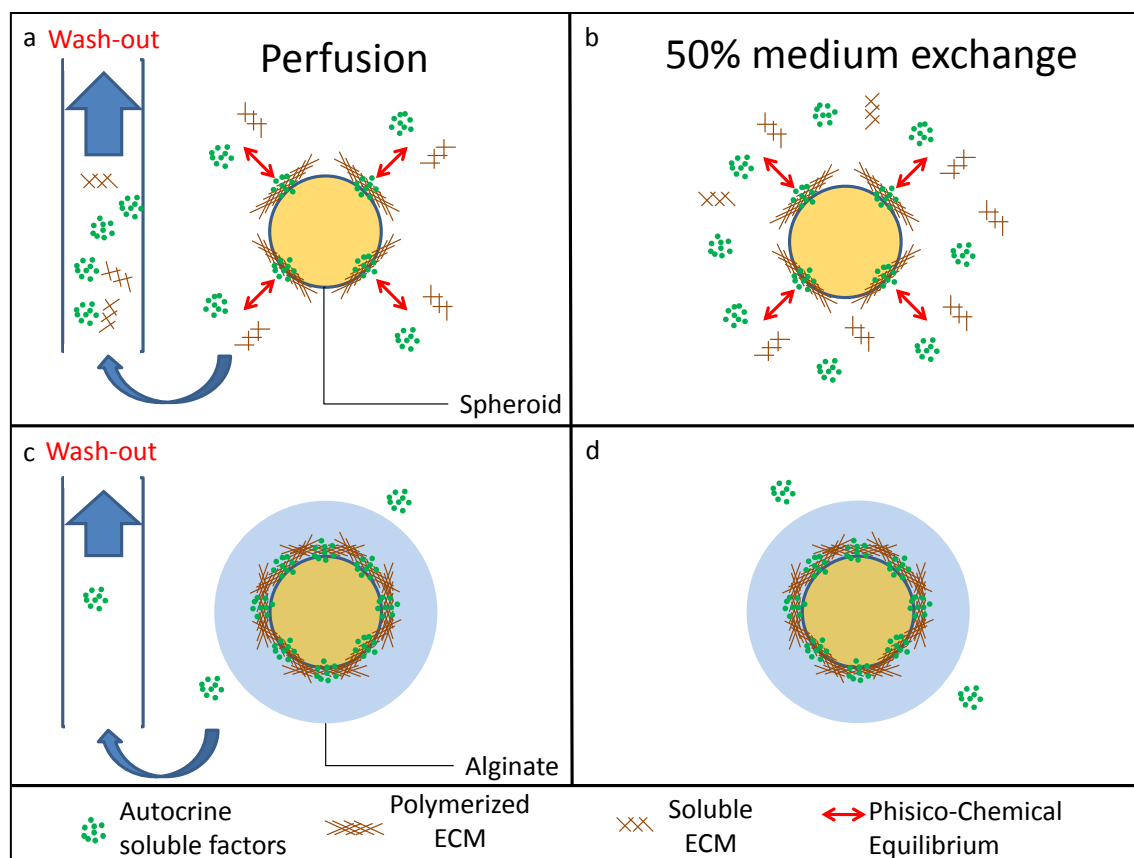 a
Wash-out
Perfusion
Spheroid
b
50% medium exchange
c
Wash-out
Alginate
d
Autocrine
soluble factors
Polymerized
ECM
Soluble
ECM
Phisico-Chemical
Equilibrium